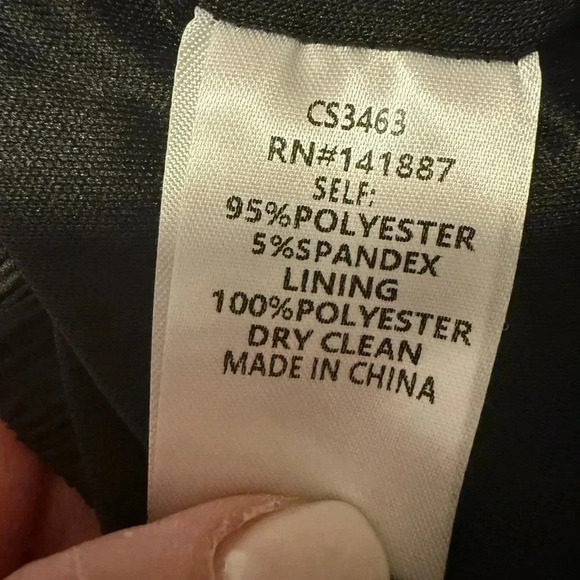 CS3463
RN#141887
SELF:
95%POLYESTER
5%SPANDEX
LINING
100%POLYESTER
DRY CLEAN
MADE IN CHINA